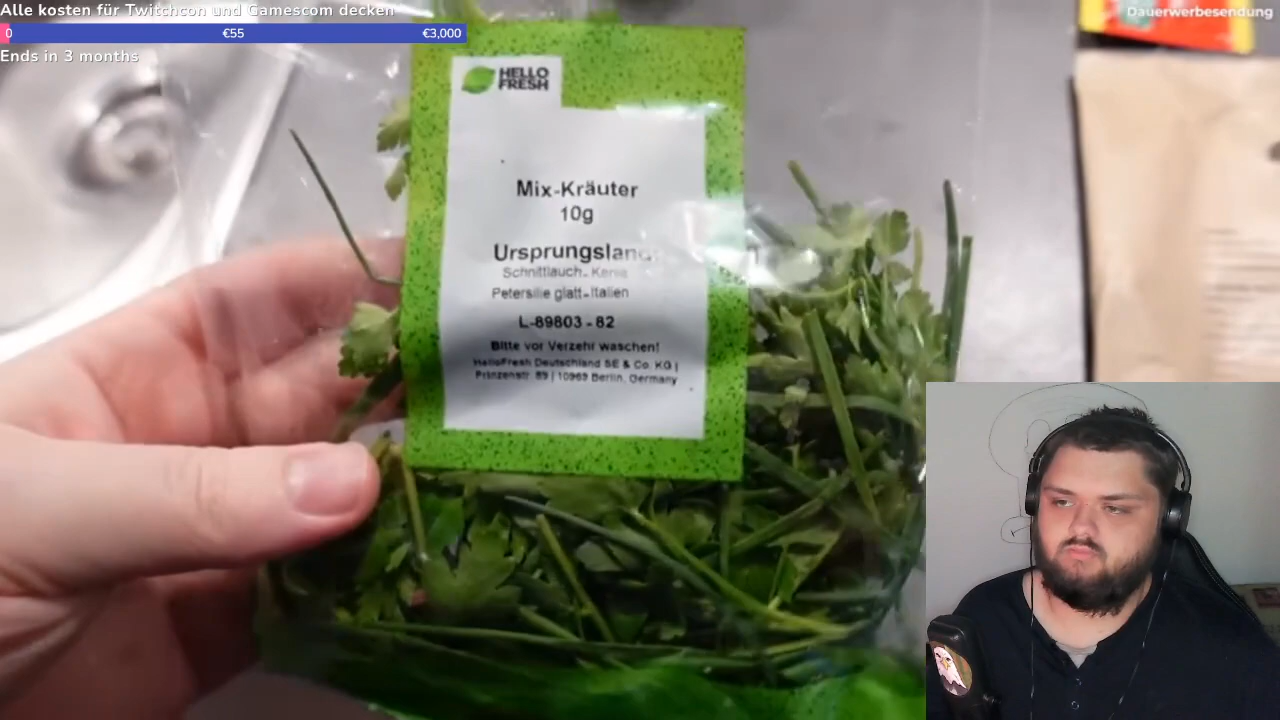 Alle kosten für Twitchcon und Gamescom decken
0 €55 €3,000
Ends in 3 months
Dauerwerbesendung
HELLO
FRESH
Mix-Kräuter
10g
Ursprungsland:
Schnittlauch-Kenia
Petersilie glatt-Italien
L-89803-82
Bitte vor Verzehr waschen!
HelloFresh Deutschland SE & Co. KG |
Prinzenstr. 89 | 10969 Berlin, Germany